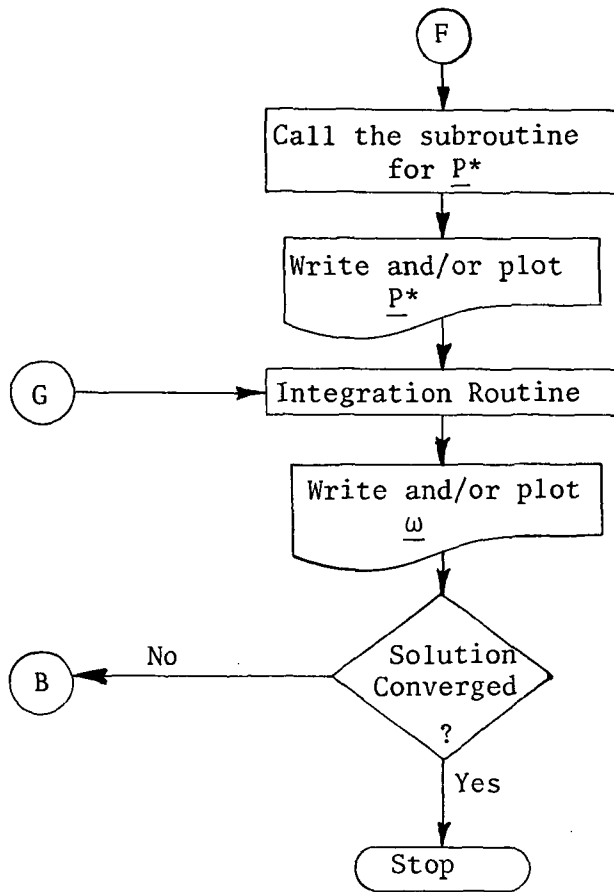 F
Call the subroutine
for P*
Write and/or plot
P*
G
Integration Routine
Write and/or plot
ω
Solution
Converged
?
No
B
Yes
Stop